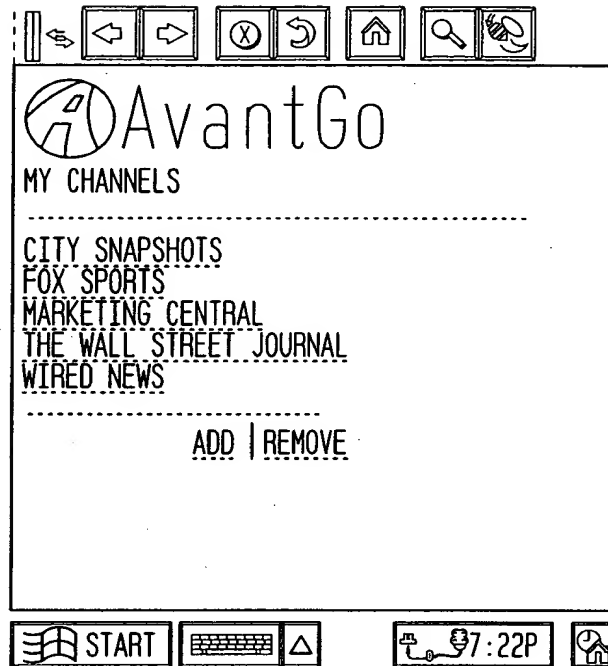 AvantGo
MY CHANNELS
CITY SNAPSHOTS
FOX SPORTS
MARKETING CENTRAL
THE WALL STREET JOURNAL
WIRED NEWS
ADD | REMOVE
START 7:22P